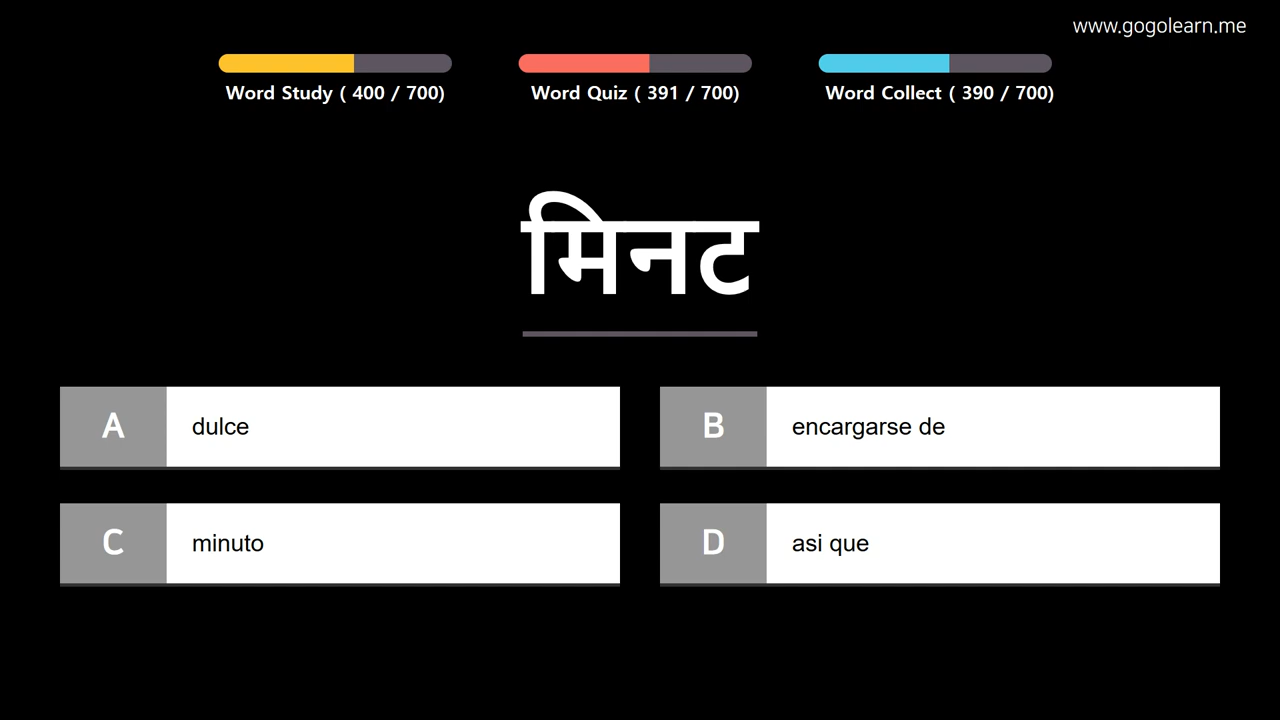 www.gogolearn.me
Word Study ( 400 / 700)
Word Quiz ( 391 / 700)
Word Collect ( 390 / 700)
मिनट
A dulce
B encargarse de
C minuto
D asi que